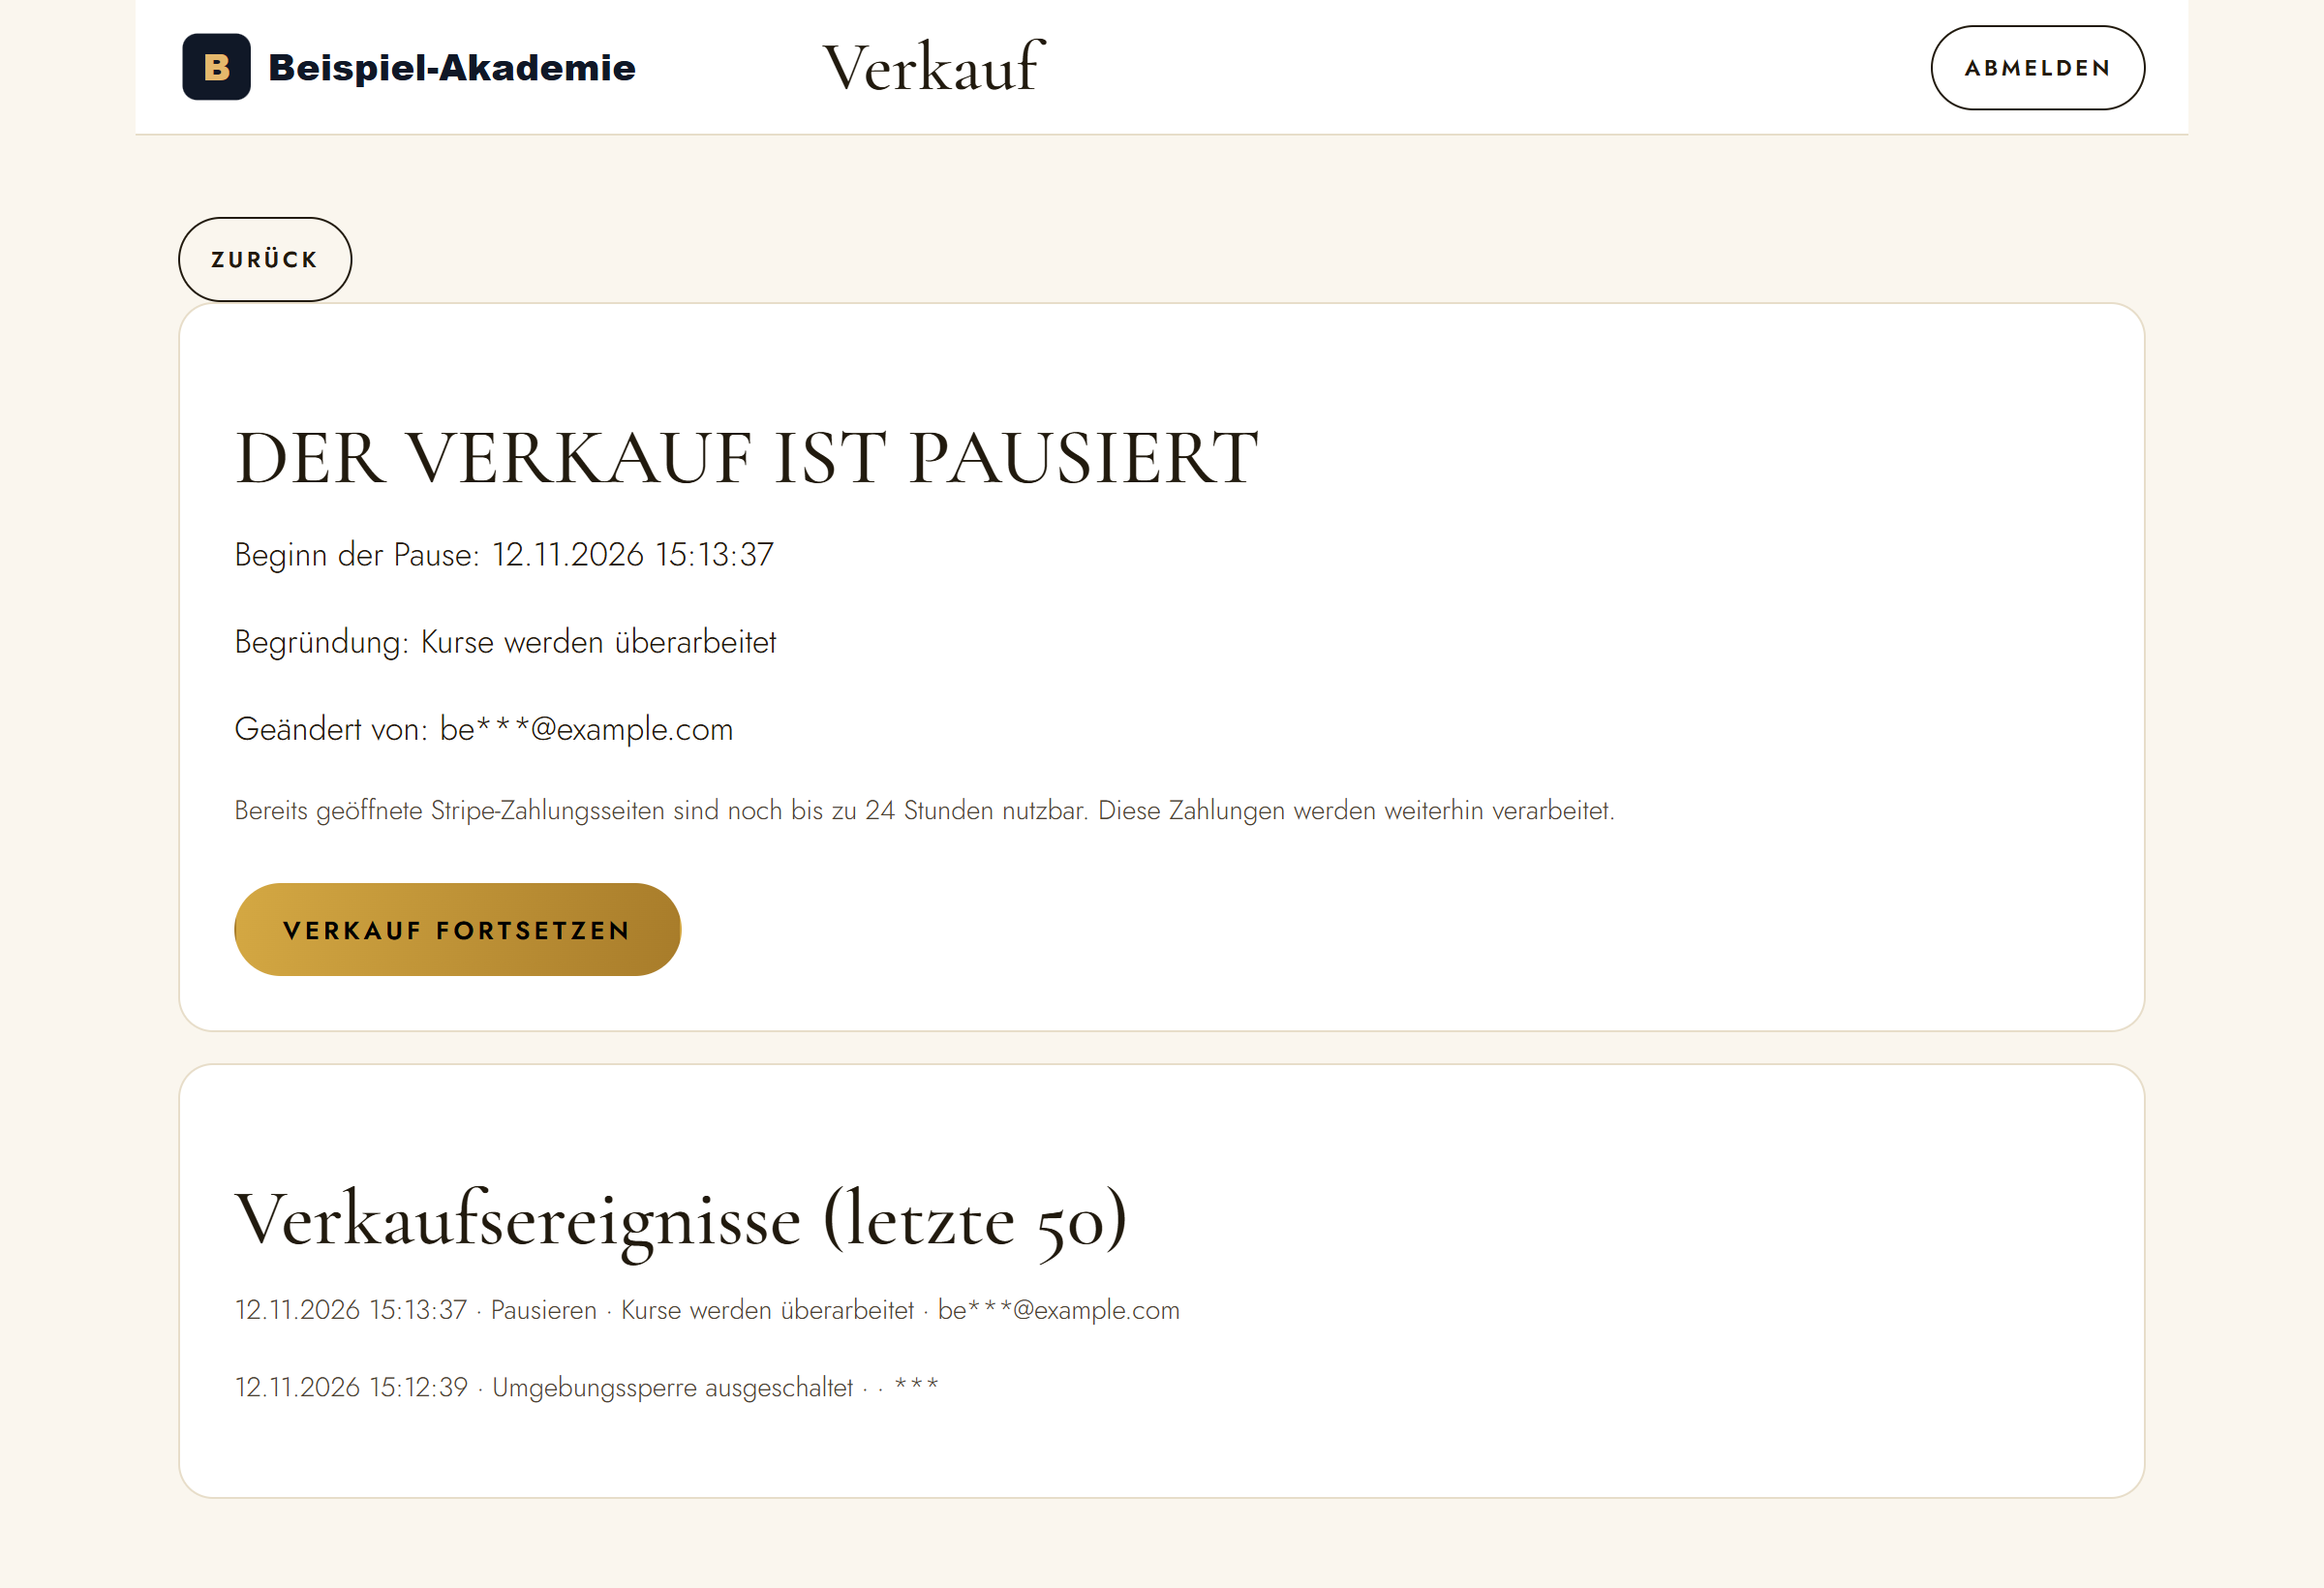 B Beispiel-Akademie
Verkauf
ABMELDEN
ZURÜCK
DER VERKAUF IST PAUSIERT
Beginn der Pause: 12.11.2026 15:13:37
Begründung: Kurse werden überarbeitet
Geändert von: be***@example.com
Bereits geöffnete Stripe-Zahlungsseiten sind noch bis zu 24 Stunden nutzbar. Diese Zahlungen werden weiterhin verarbeitet.
VERKAUF FORTSETZEN
Verkaufsereignisse (letzte 50)
12.11.2026 15:13:37 · Pausieren · Kurse werden überarbeitet · be***@example.com
12.11.2026 15:12:39 · Umgebungssperre ausgeschaltet · · ***